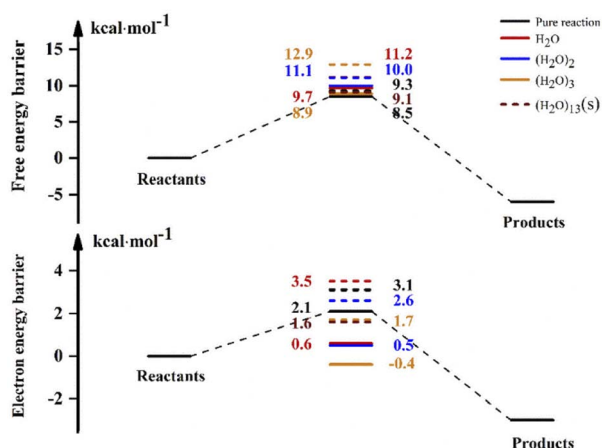 kcal·mol-1
Free energy barrier
15
10
5
0
-5
12.9
11.2
11.1
10.0
9.3
9.7
9.1
8.9
8.5
Reactants
Products
Pure reaction
H2O
(H2O)2
(H2O)3
(H2O)13(s)
kcal·mol-1
Electron energy barrier
4
2
0
-2
3.5
3.1
2.1
2.6
1.6
1.7
0.6
0.5
-0.4
Reactants
Products